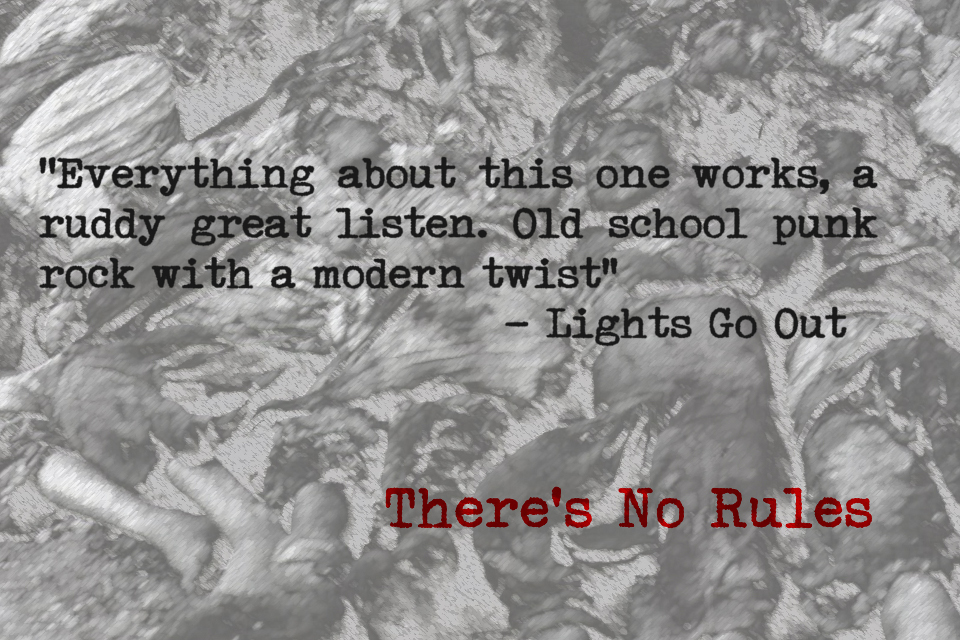 "Everything about this one works, a
ruddy great listen. Old school punk
rock with a modern twist"
– Lights Go Out
There's No Rules